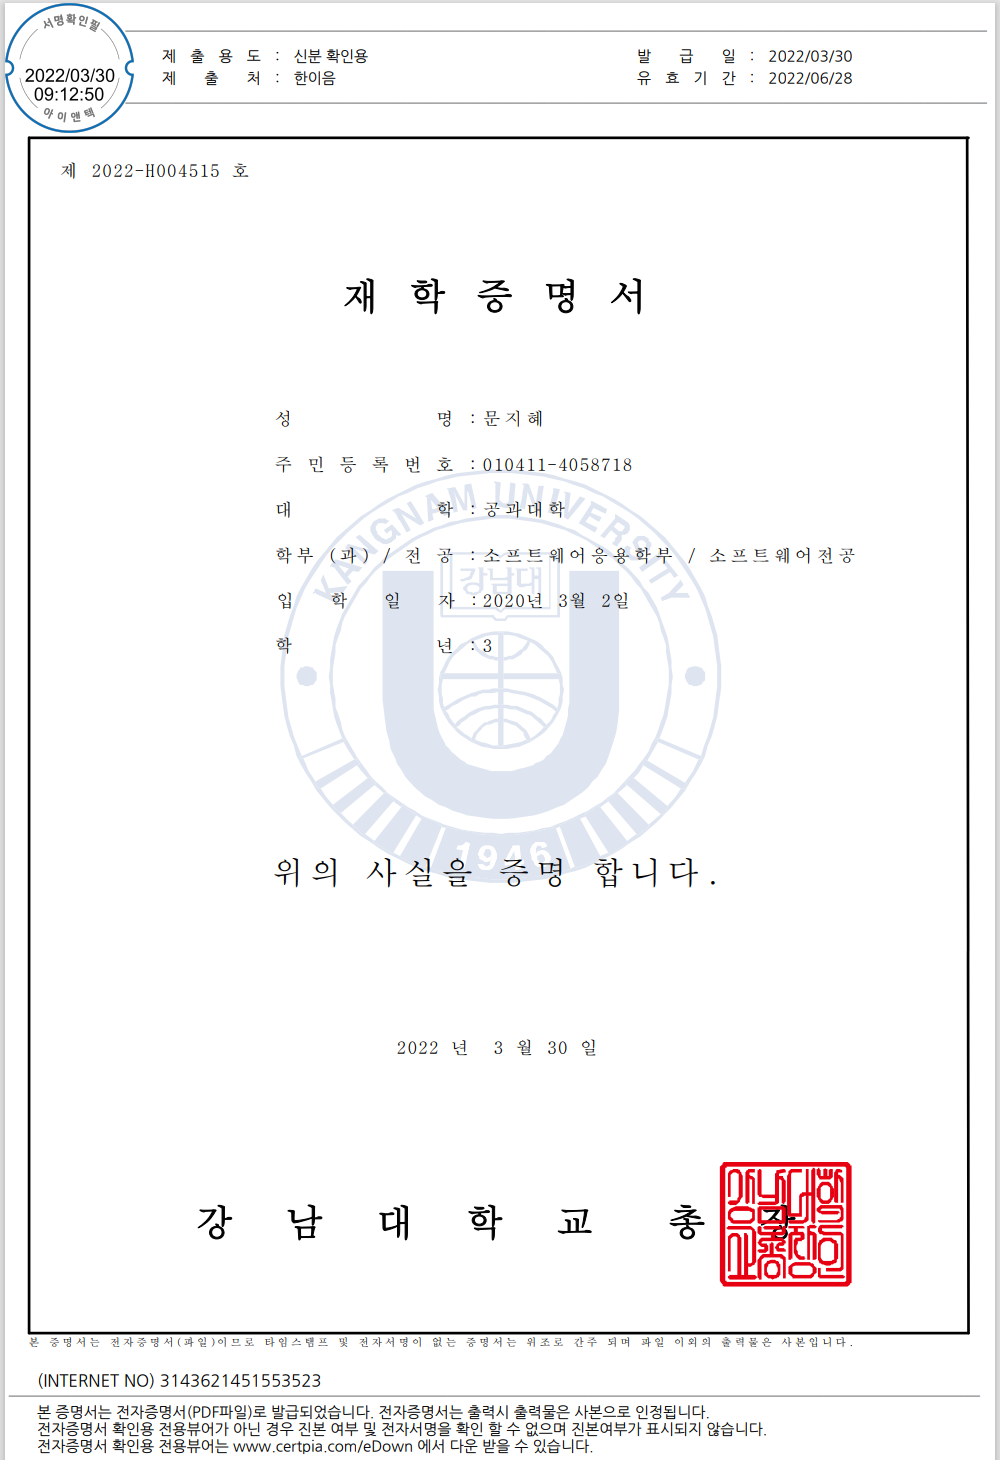 서명확인필
2022/03/30
09:12:50
아이앤텍
제 출 용 도 : 신분 확인용
제 출 처 : 한이음
발 급 일 : 2022/03/30
유 효 기 간 : 2022/06/28
제 2022-H004515 호
재 학 증 명 서
성 명 : 문지혜
주 민 등 록 번 호 : 010411-4058718
대 학 : 공과대학
학부 (과) / 전 공 : 소프트웨어응용학부 / 소프트웨어전공
입 학 일 자 : 2020년 3월 2일
학 년 : 3
KANGNAM UNIVERSITY
강남대
1946
위의 사실을 증명 합니다.
2022 년 3 월 30 일
강 남 대 학 교 총 장
본 증명서는 전자증명서(파일)이므로 타임스탬프 및 전자서명이 없는 증명서는 위조로 간주 되며 파일 이외의 출력물은 사본입니다.
(INTERNET NO) 3143621451553523
본 증명서는 전자증명서(PDF파일)로 발급되었습니다. 전자증명서는 출력시 출력물은 사본으로 인정됩니다.
전자증명서 확인용 전용뷰어가 아닌 경우 진본 여부 및 전자서명을 확인 할 수 없으며 진본여부가 표시되지 않습니다.
전자증명서 확인용 전용뷰어는 www.certpia.com/eDown 에서 다운 받을 수 있습니다.